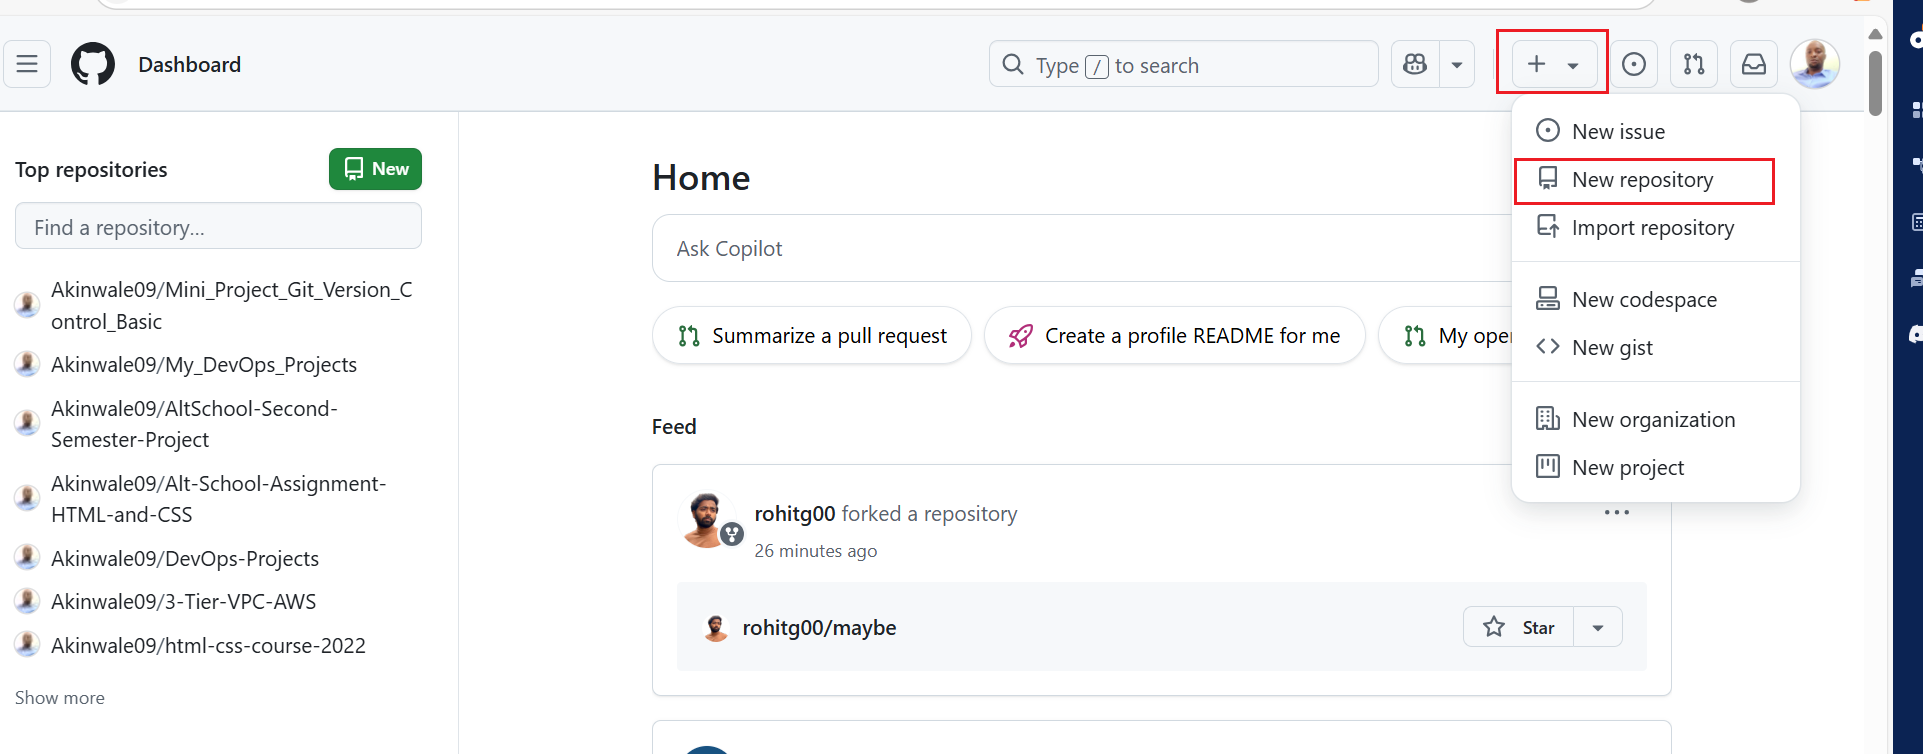 Dashboard
Type / to search
New issue
New repository
Import repository
New codespace
New gist
New organization
New project
Top repositories
New
Find a repository...
Akinwale09/Mini_Project_Git_Version_C
ontrol_Basic
Akinwale09/My_DevOps_Projects
Akinwale09/AltSchool-Second-
Semester-Project
Akinwale09/Alt-School-Assignment-
HTML-and-CSS
Akinwale09/DevOps-Projects
Akinwale09/3-Tier-VPC-AWS
Akinwale09/html-css-course-2022
Show more
Home
Ask Copilot
Summarize a pull request
Create a profile README for me
My oper
Feed
rohitg00 forked a repository
26 minutes ago
rohitg00/maybe
Star